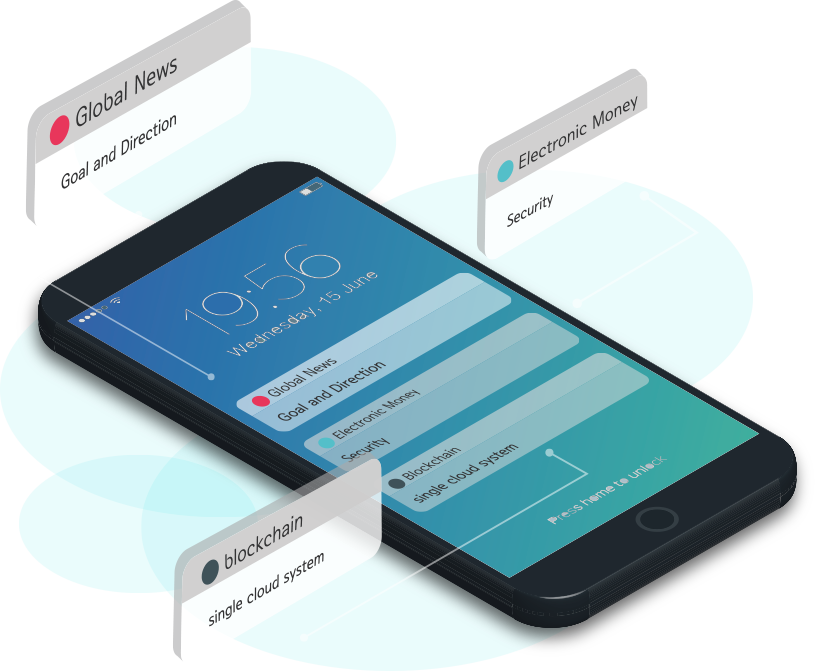 Global News
Goal and Direction
Electronic Money
Security
19:56
Wednesday, 15 June
Global News
Goal and Direction
Electronic Money
Security
Blockchain
single cloud system
Press home to unlock
blockchain
single cloud system